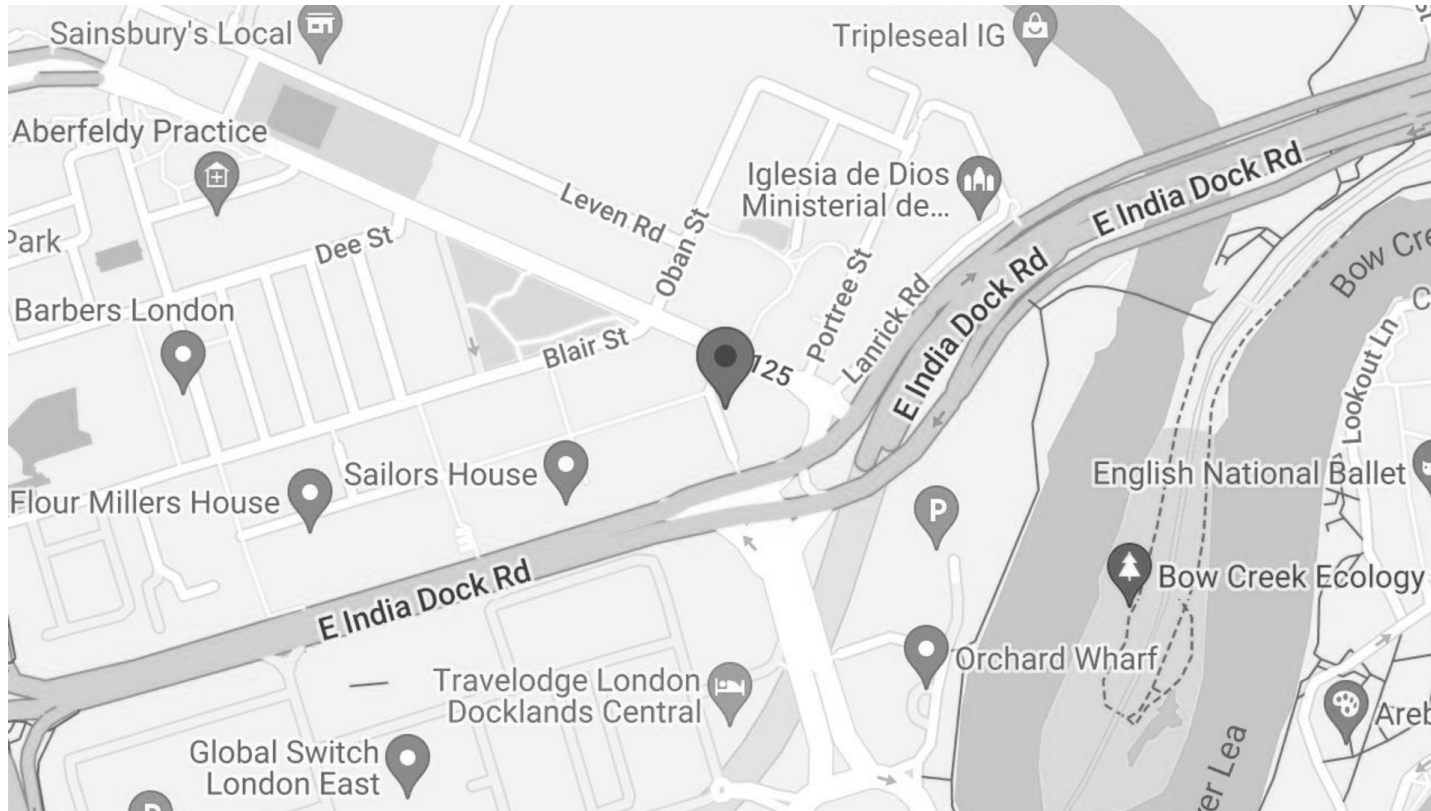 Sainsbury's Local
Tripleseal IG
Aberfeldy Practice
Iglesia de Dios
Ministerial de...
E India Dock Rd
Leven Rd
Oban St
Park
Dee St
Portree St
Lanrick Rd
E India Dock Rd
Bow Cre
Barbers London
Blair St
125
Lookout Ln
C
Sailors House
Flour Millers House
English National Ballet
P
E India Dock Rd
Bow Creek Ecology
Orchard Wharf
Travelodge London
Docklands Central
Global Switch
London East
Areb
ver Lea